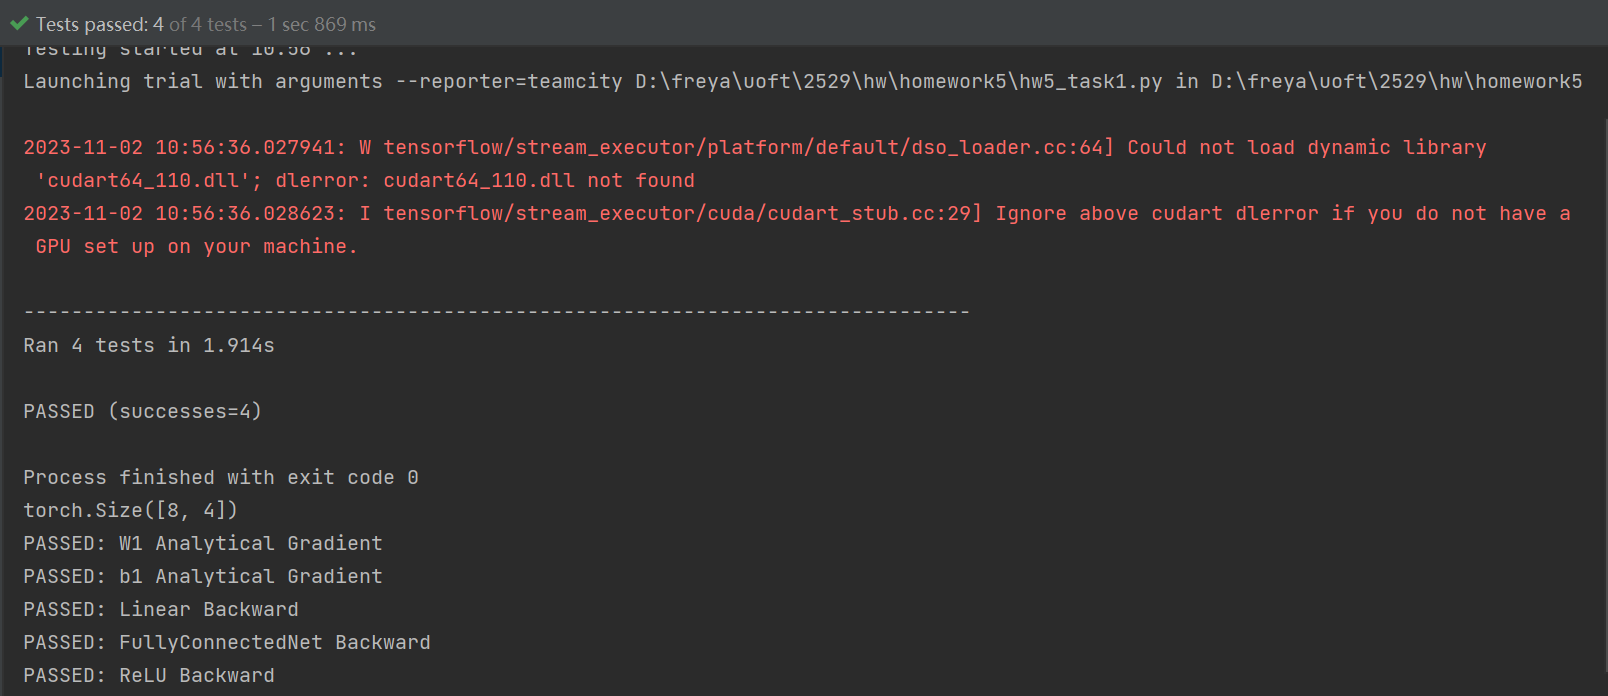 Tests passed: 4 of 4 tests – 1 sec 869 ms
Testing started at 10:56 ...
Launching trial with arguments --reporter=teamcity D:\freya\uoft\2529\hw\homework5\hw5_task1.py in D:\freya\uoft\2529\hw\homework5
2023-11-02 10:56:36.027941: W tensorflow/stream_executor/platform/default/dso_loader.cc:64] Could not load dynamic library
'cudart64_110.dll'; dlerror: cudart64_110.dll not found
2023-11-02 10:56:36.028623: I tensorflow/stream_executor/cuda/cudart_stub.cc:29] Ignore above cudart dlerror if you do not have a
GPU set up on your machine.
-------------------------------------------------------------------------------
Ran 4 tests in 1.914s
PASSED (successes=4)
Process finished with exit code 0
torch.Size([8, 4])
PASSED: W1 Analytical Gradient
PASSED: b1 Analytical Gradient
PASSED: Linear Backward
PASSED: FullyConnectedNet Backward
PASSED: ReLU Backward